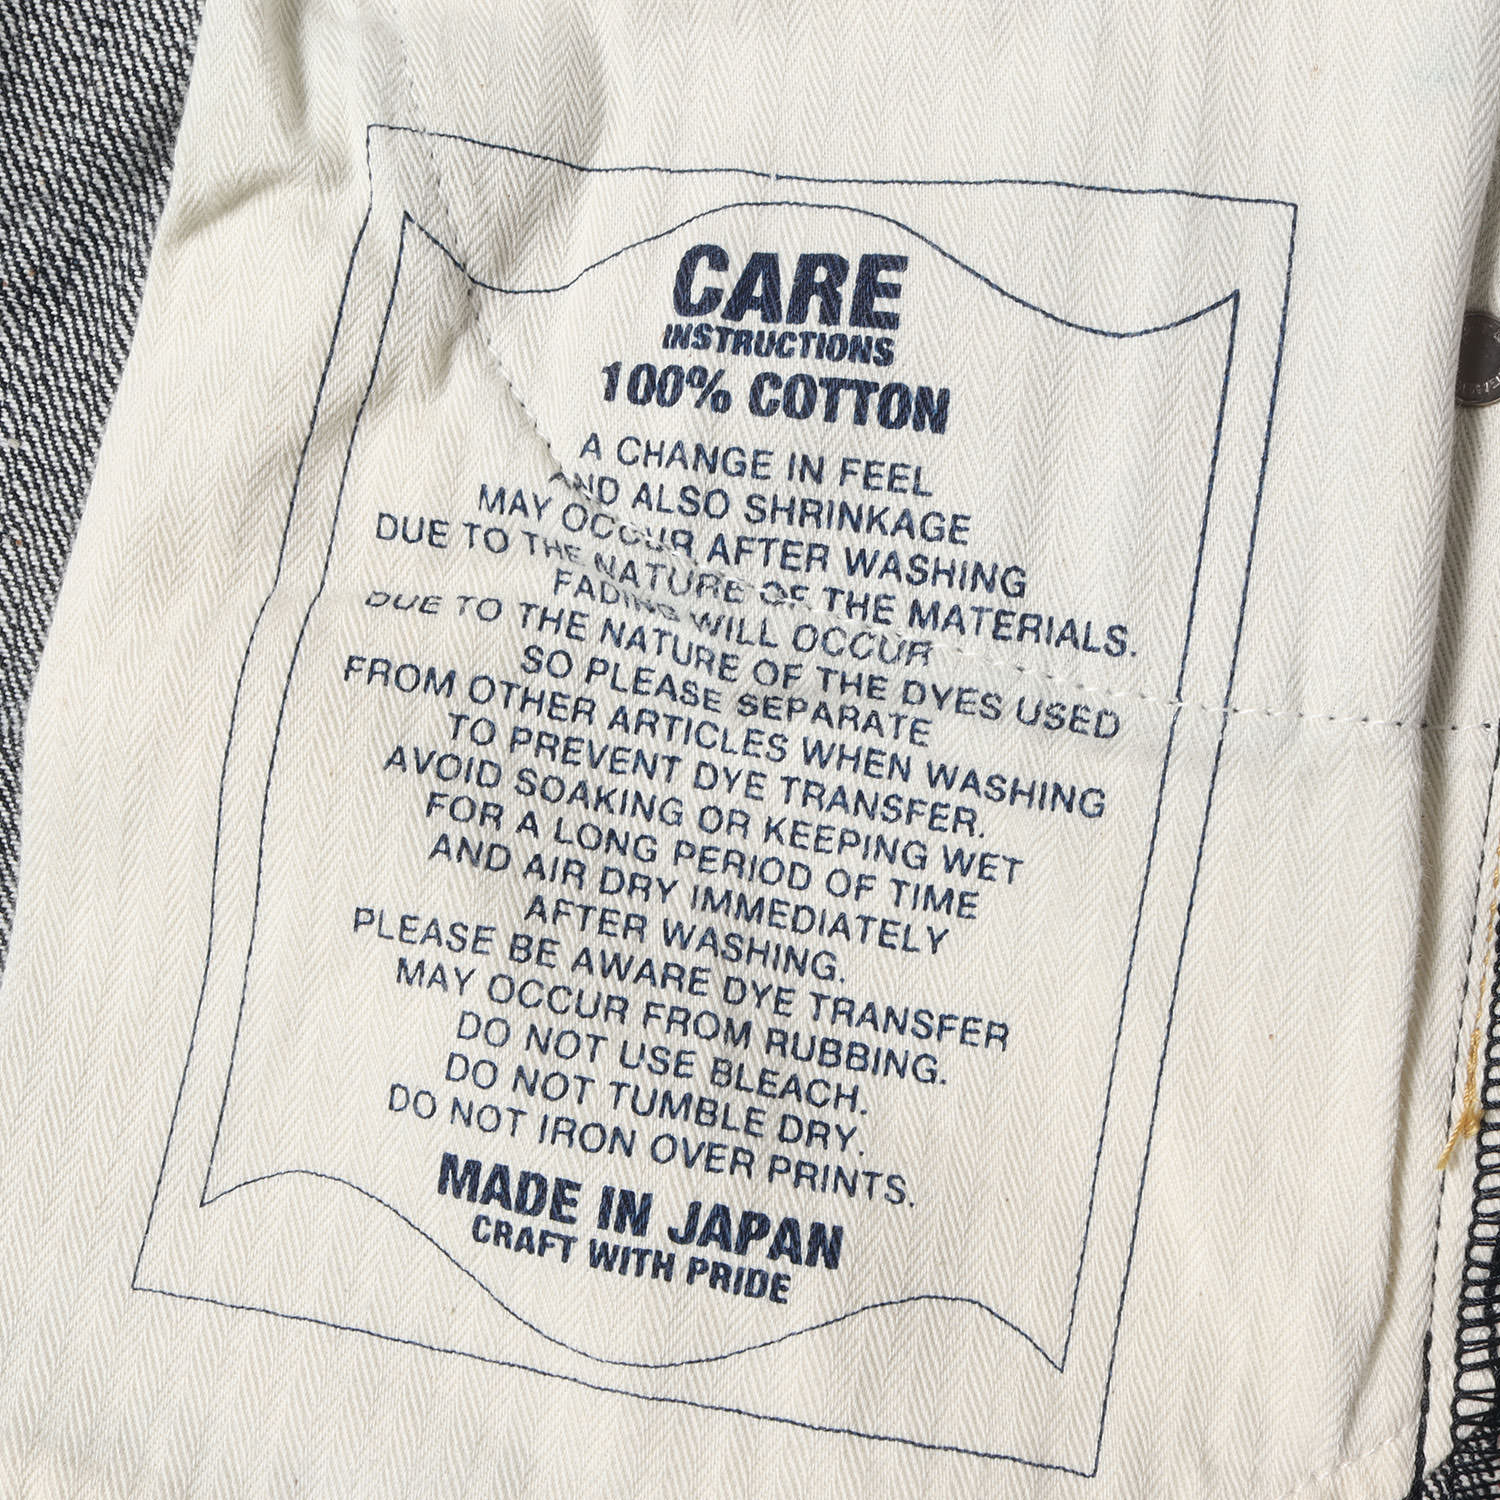 CARE
INSTRUCTIONS
100% COTTON
A CHANGE IN FEEL
AND ALSO SHRINKAGE
MAY OCCUR AFTER WASHING
DUE TO THE NATURE OF THE MATERIALS.
FADING WILL OCCUR
DUE TO THE NATURE OF THE DYES USED
SO PLEASE SEPARATE
FROM OTHER ARTICLES WHEN WASHING
TO PREVENT DYE TRANSFER.
AVOID SOAKING OR KEEPING WET
FOR A LONG PERIOD OF TIME
AND AIR DRY IMMEDIATELY
AFTER WASHING.
PLEASE BE AWARE DYE TRANSFER
MAY OCCUR FROM RUBBING.
DO NOT USE BLEACH.
DO NOT TUMBLE DRY.
DO NOT IRON OVER PRINTS.
MADE IN JAPAN
CRAFT WITH PRIDE